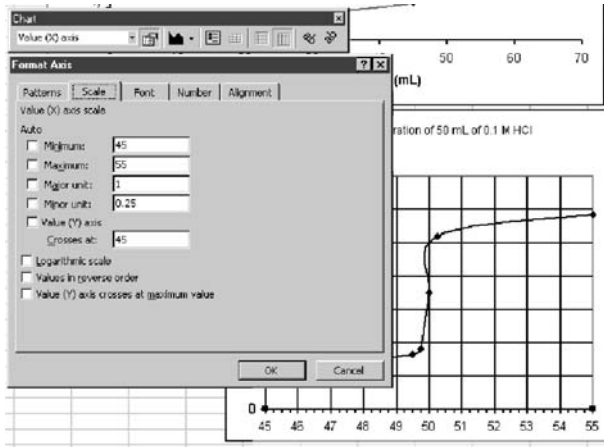 Chart
Value (X) axis
50 60 70
(mL)
Format Axis
Patterns Scale Font Number Alignment
Value (X) axis scale
Auto
Minimum: 45
Maximum: 55
Major unit: 1
Minor unit: 0.25
Value (Y) axis
Crosses at: 45
Logarithmic scale
Values in reverse order
Value (Y) axis crosses at maximum value
OK Cancel
ration of 50 mL of 0.1 M HCl
0
45 46 47 48 49 50 51 52 53 54 55